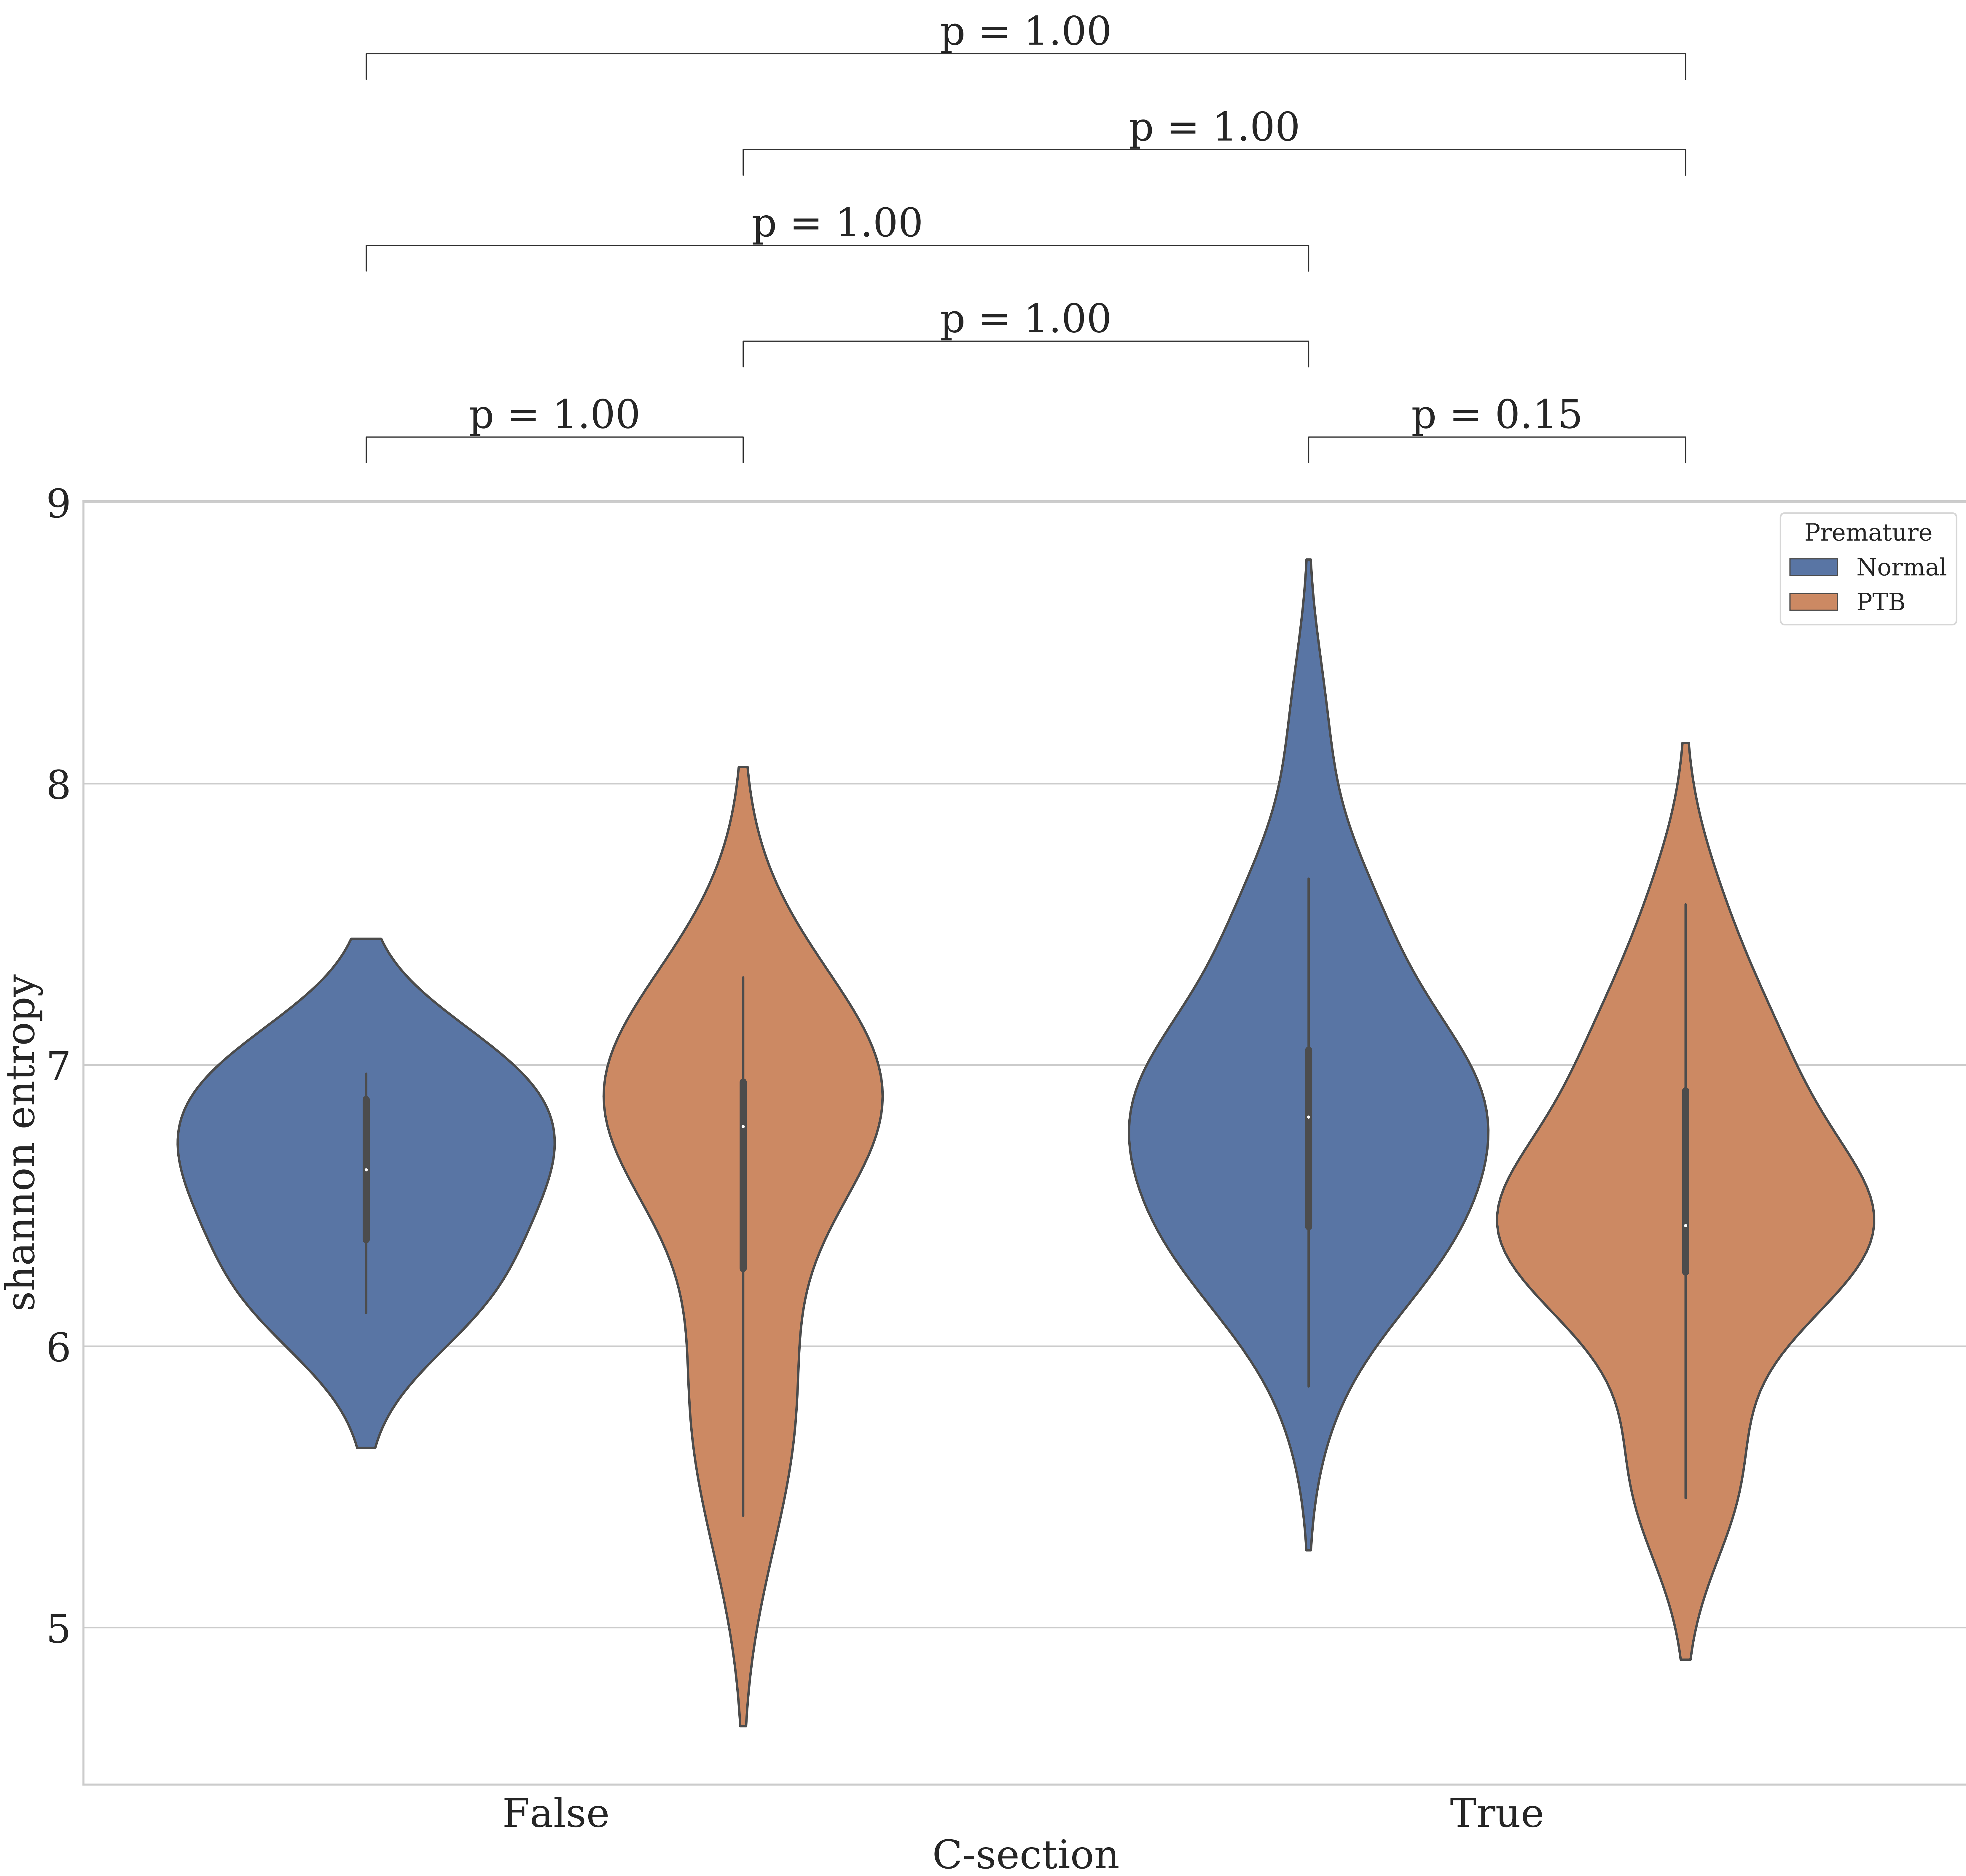 p = 1.00
p = 1.00
p = 1.00
p = 1.00
p = 1.00
p = 0.15
9
8
7
6
5
shannon entropy
Premature
Normal
PTB
False
True
C-section